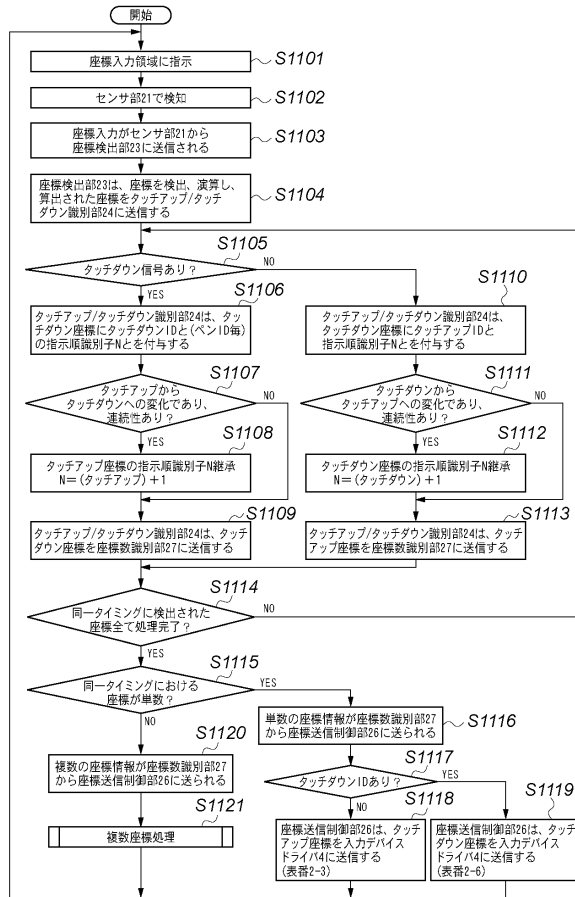 開始
座標入力領域に指示
S1101
センサ部21で検知
S1102
座標入力がセンサ部21から
座標検出部23に送信される
S1103
座標検出部23は、座標を検出、演算し、
算出された座標をタッチアップ/タッチ
ダウン識別部24に送信する
S1104
S1105
タッチダウン信号あり？
NO
YES
S1106
タッチアップ/タッチダウン識別部24は、タッ
チダウン座標にタッチダウンIDと(ペンID毎)
の指示順識別子Nとを付与する
S1110
タッチアップ/タッチダウン識別部24は、
タッチダウン座標にタッチアップIDと
指示順識別子Nとを付与する
S1107
タッチアップから
タッチダウンへの変化であり、
連続性あり？
NO
YES
S1111
タッチダウンから
タッチアップへの変化であり、
連続性あり？
NO
YES
S1108
タッチアップ座標の指示順識別子N継承
N＝(タッチアップ)＋1
S1112
タッチダウン座標の指示順識別子N継承
N＝(タッチダウン)＋1
S1109
タッチアップ/タッチダウン識別部24は、タッチ
ダウン座標を座標数識別部27に送信する
S1113
タッチアップ/タッチダウン識別部24は、タッチ
アップ座標を座標数識別部27に送信する
S1114
同一タイミングに検出された
座標全て処理完了？
NO
YES
S1115
同一タイミングにおける
座標が単数？
YES
NO
S1116
単数の座標情報が座標数識別部27
から座標送信制御部26に送られる
S1120
複数の座標情報が座標数識別部27
から座標送信制御部26に送られる
S1117
タッチダウンIDあり？
YES
NO
S1121
複数座標処理
S1118
座標送信制御部26は、タッチ
アップ座標を入力デバイス
ドライバ4に送信する
(表番2-3)
S1119
座標送信制御部26は、タッチ
ダウン座標を入力デバイス
ドライバ4に送信する
(表番2-6)